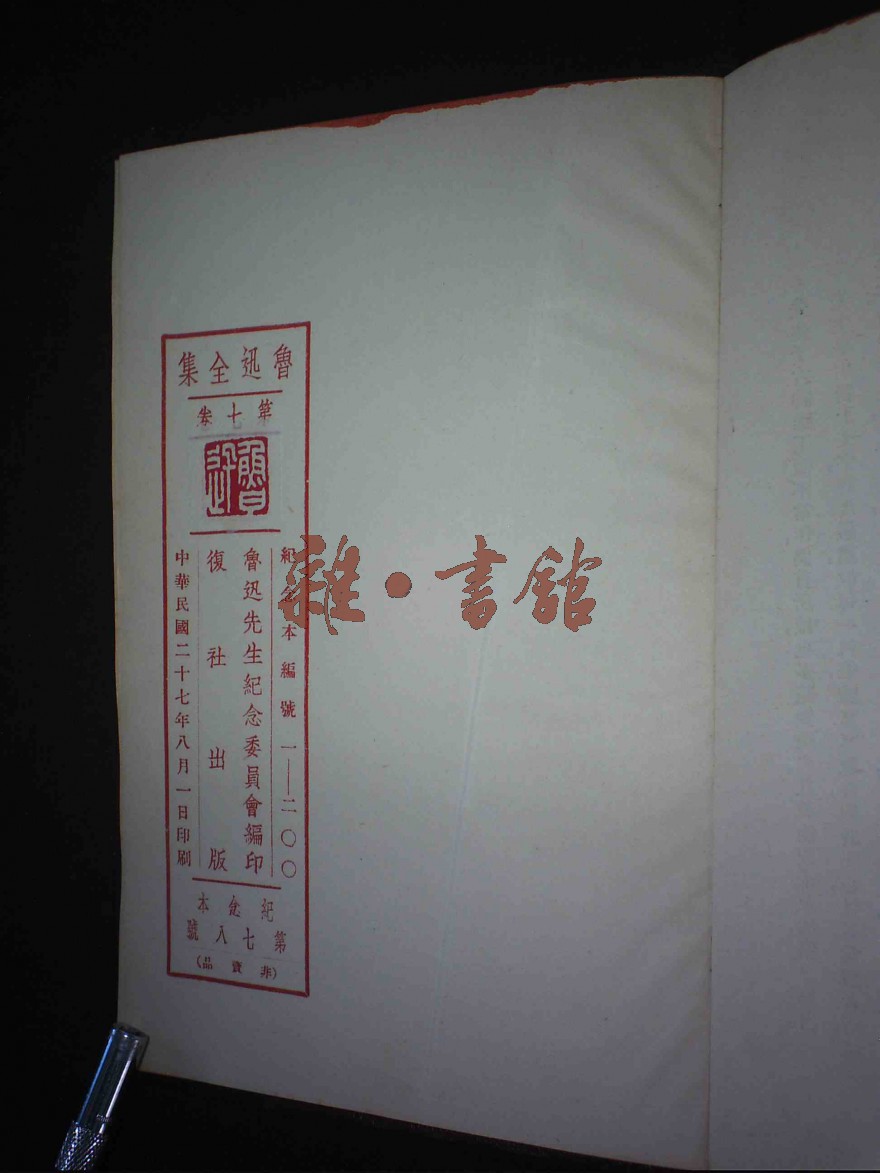 魯迅全集
第十卷
魯迅
紀念本編號 一——二〇〇
魯迅先生紀念委員會編印
復社出版
中華民國二十七年八月一日印刷
紀念本
第七八號
(非賣品)
雜·書館